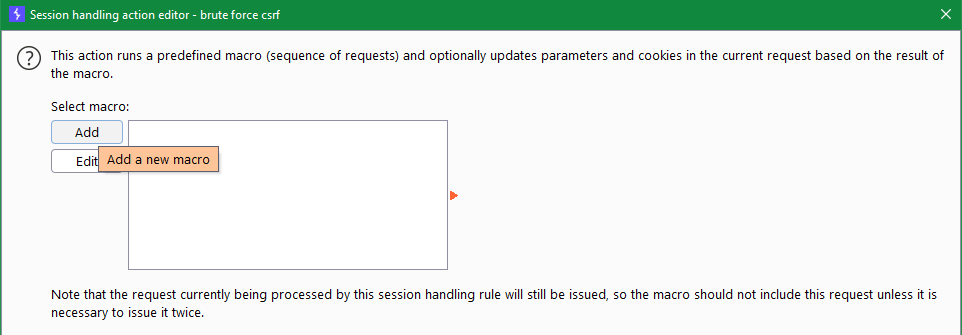 Session handling action editor - brute force csrf
This action runs a predefined macro (sequence of requests) and optionally updates parameters and cookies in the current request based on the result of
the macro.
Select macro:
Add
Edit
Add a new macro
Note that the request currently being processed by this session handling rule will still be issued, so the macro should not include this request unless it is
necessary to issue it twice.